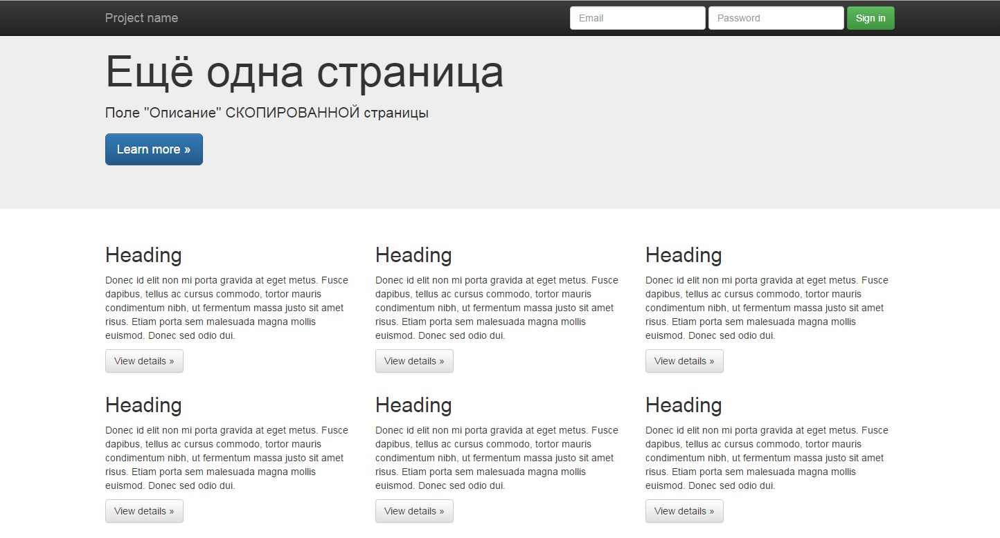 Project name Email Password Sign in
Ещё одна страница
Поле "Описание" СКОПИРОВАННОЙ страницы
Learn more »
Heading
Donec id elit non mi porta gravida at eget metus. Fusce
dapibus, tellus ac cursus commodo, tortor mauris
condimentum nibh, ut fermentum massa justo sit amet
risus. Etiam porta sem malesuada magna mollis
euismod. Donec sed odio dui.
View details »
Heading
Donec id elit non mi porta gravida at eget metus. Fusce
dapibus, tellus ac cursus commodo, tortor mauris
condimentum nibh, ut fermentum massa justo sit amet
risus. Etiam porta sem malesuada magna mollis
euismod. Donec sed odio dui.
View details »
Heading
Donec id elit non mi porta gravida at eget metus. Fusce
dapibus, tellus ac cursus commodo, tortor mauris
condimentum nibh, ut fermentum massa justo sit amet
risus. Etiam porta sem malesuada magna mollis
euismod. Donec sed odio dui.
View details »
Heading
Donec id elit non mi porta gravida at eget metus. Fusce
dapibus, tellus ac cursus commodo, tortor mauris
condimentum nibh, ut fermentum massa justo sit amet
risus. Etiam porta sem malesuada magna mollis
euismod. Donec sed odio dui.
View details »
Heading
Donec id elit non mi porta gravida at eget metus. Fusce
dapibus, tellus ac cursus commodo, tortor mauris
condimentum nibh, ut fermentum massa justo sit amet
risus. Etiam porta sem malesuada magna mollis
euismod. Donec sed odio dui.
View details »
Heading
Donec id elit non mi porta gravida at eget metus. Fusce
dapibus, tellus ac cursus commodo, tortor mauris
condimentum nibh, ut fermentum massa justo sit amet
risus. Etiam porta sem malesuada magna mollis
euismod. Donec sed odio dui.
View details »